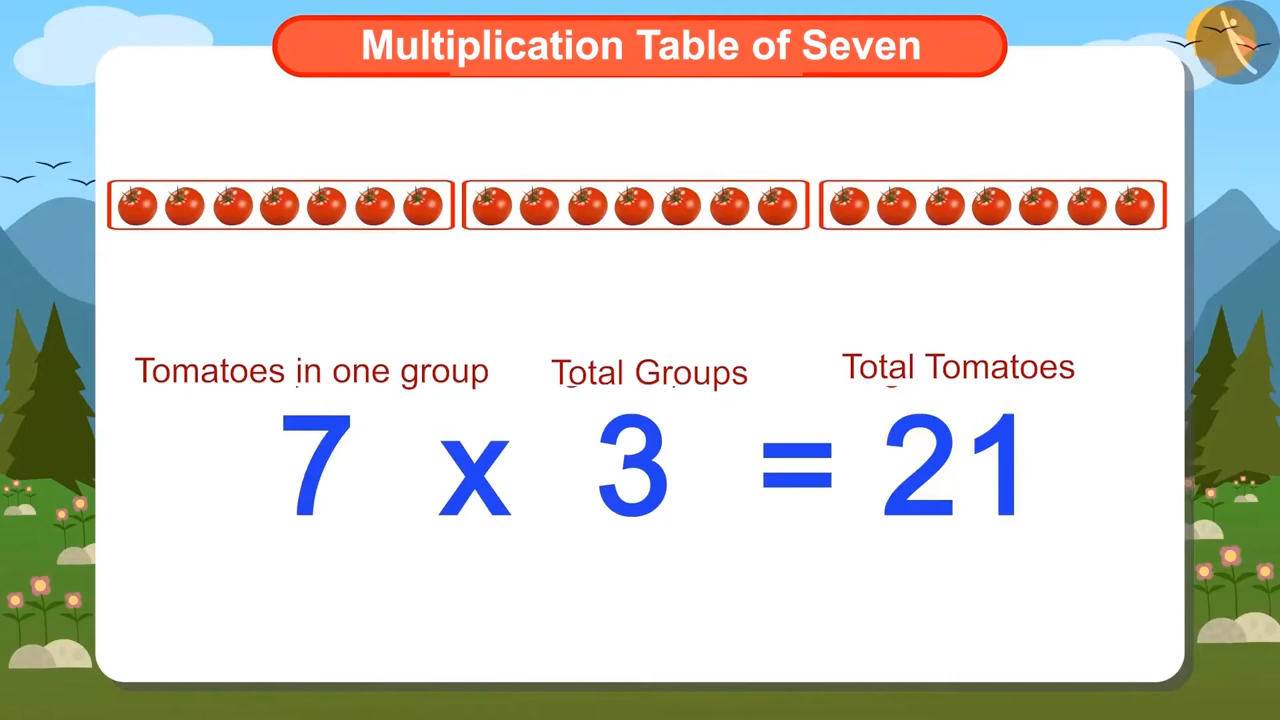 Multiplication Table of Seven
Tomatoes in one group Total Groups Total Tomatoes
7 x 3 = 21